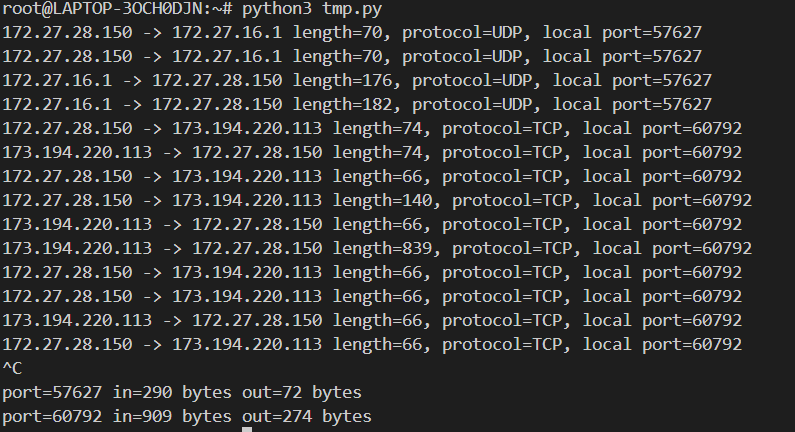 root@LAPTOP-3OCH0DJN:~# python3 tmp.py
172.27.28.150 -> 172.27.16.1 length=70, protocol=UDP, local port=57627
172.27.28.150 -> 172.27.16.1 length=70, protocol=UDP, local port=57627
172.27.16.1 -> 172.27.28.150 length=176, protocol=UDP, local port=57627
172.27.16.1 -> 172.27.28.150 length=182, protocol=UDP, local port=57627
172.27.28.150 -> 173.194.220.113 length=74, protocol=TCP, local port=60792
173.194.220.113 -> 172.27.28.150 length=74, protocol=TCP, local port=60792
172.27.28.150 -> 173.194.220.113 length=66, protocol=TCP, local port=60792
172.27.28.150 -> 173.194.220.113 length=140, protocol=TCP, local port=60792
173.194.220.113 -> 172.27.28.150 length=66, protocol=TCP, local port=60792
173.194.220.113 -> 172.27.28.150 length=839, protocol=TCP, local port=60792
172.27.28.150 -> 173.194.220.113 length=66, protocol=TCP, local port=60792
172.27.28.150 -> 173.194.220.113 length=66, protocol=TCP, local port=60792
173.194.220.113 -> 172.27.28.150 length=66, protocol=TCP, local port=60792
172.27.28.150 -> 173.194.220.113 length=66, protocol=TCP, local port=60792
^C
port=57627 in=290 bytes out=72 bytes
port=60792 in=909 bytes out=274 bytes